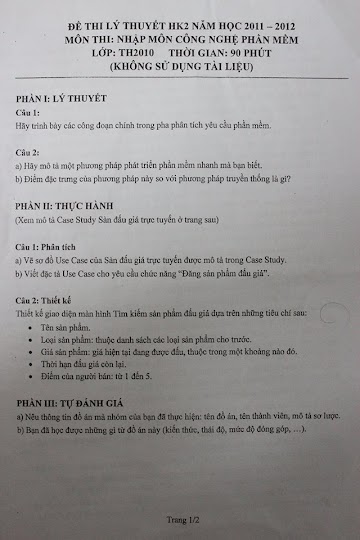 ĐỀ THI LÝ THUYẾT HK2 NĂM HỌC 2011 – 2012
MÔN THI: NHẬP MÔN CÔNG NGHỆ PHẦN MỀM
LỚP: TH2010 THỜI GIAN: 90 PHÚT
(KHÔNG SỬ DỤNG TÀI LIỆU)
PHẦN I: LÝ THUYẾT
Câu 1:
Hãy trình bày các công đoạn chính trong pha phân tích yêu cầu phần mềm.
Câu 2:
a) Hãy mô tả một phương pháp phát triển phần mềm nhanh mà bạn biết.
b) Điểm đặc trưng của phương pháp này so với phương pháp truyền thống là gì?
PHẦN II: THỰC HÀNH
(Xem mô tả Case Study Sàn đấu giá trực tuyến ở trang sau)
Câu 1: Phân tích
a) Vẽ sơ đồ Use Case của Sàn đấu giá trực tuyến được mô tả trong Case Study.
b) Viết đặc tả Use Case cho yêu cầu chức năng “Đăng sản phẩm đấu giá”.
Câu 2: Thiết kế
Thiết kế giao diện màn hình Tìm kiếm sản phẩm đấu giá dựa trên những tiêu chí sau:
• Tên sản phẩm.
• Loại sản phẩm: thuộc danh sách các loại sản phẩm cho trước.
• Giá sản phẩm: giá hiện tại đang được đấu, thuộc trong một khoảng nào đó.
• Thời hạn đấu giá còn lại.
• Điểm của người bán: từ 1 đến 5.
PHẦN III: TỰ ĐÁNH GIÁ
a) Nêu thông tin đồ án mà nhóm của bạn đã thực hiện: tên đồ án, tên thành viên, mô tả sơ lược.
b) Bạn đã học được những gì từ đồ án này (kiến thức, thái độ, mức độ đóng góp, …).
Trang 1/2